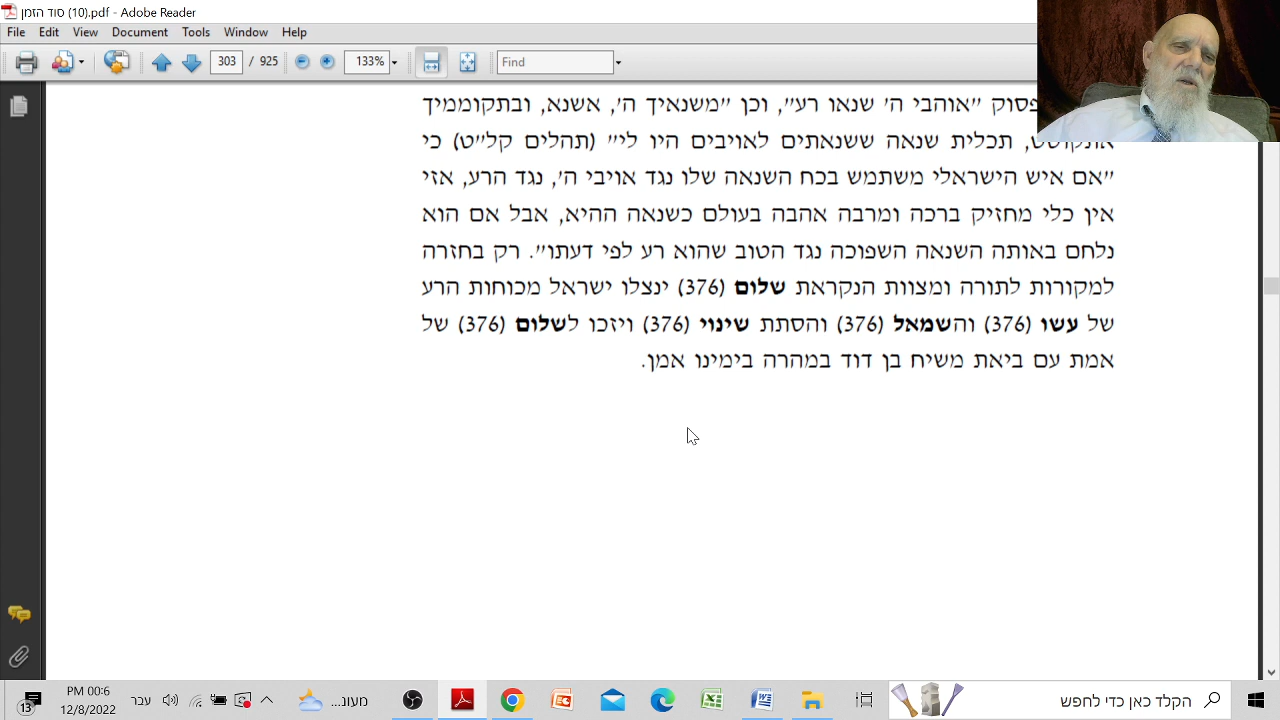 סוד הזמן (10).pdf - Adobe Reader
File Edit View Document Tools Window Help
303 / 925 133% Find
פסוק "אוהבי ה' שנאו רע", וכן "משנאיך ה', אשנא, ובתקוממיך
תכלית שנאה ששנאתים לאויבים היו לי" (תהלים קל"ט) כי
"אם איש הישראלי משתמש בכח השנאה שלו נגד אויבי ה', נגד הרע, אזי
אין כלי מחזיק ברכה ומרבה אהבה בעולם כשנאה ההיא, אבל אם הוא
נלחם באותה השנאה השפוכה נגד הטוב שהוא רע לפי דעתו". רק בחזרה
למקורות לתורה ומצוות הנקראת שלום (376) ינצלו ישראל מכוחות הרע
של עשו (376) והשמאל (376) והסתת שינוי (376) ויזכו לשלום (376) של
אמת עם ביאת משיח בן דוד במהרה בימינו אמן.
הקלד כאן כדי לחפש
מעונ...
עבר
00:6 PM
12/8/2022
13